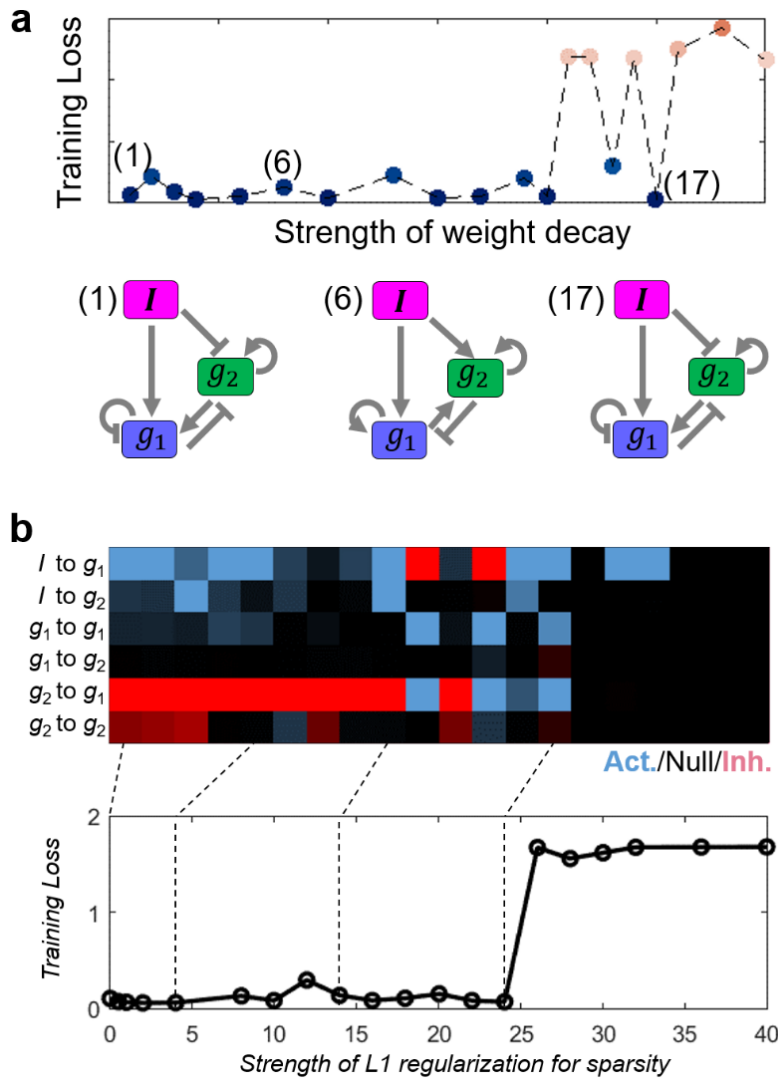 a
Training Loss
(1)
(6)
(17)
Strength of weight decay
(1) I g2 g1
(6) I g2 g1
(17) I g2 g1
b
I to g1
I to g2
g1 to g1
g1 to g2
g2 to g1
g2 to g2
Act./Null/Inh.
Training Loss
2
1
0
0 5 10 15 20 25 30 35 40
Strength of L1 regularization for sparsity